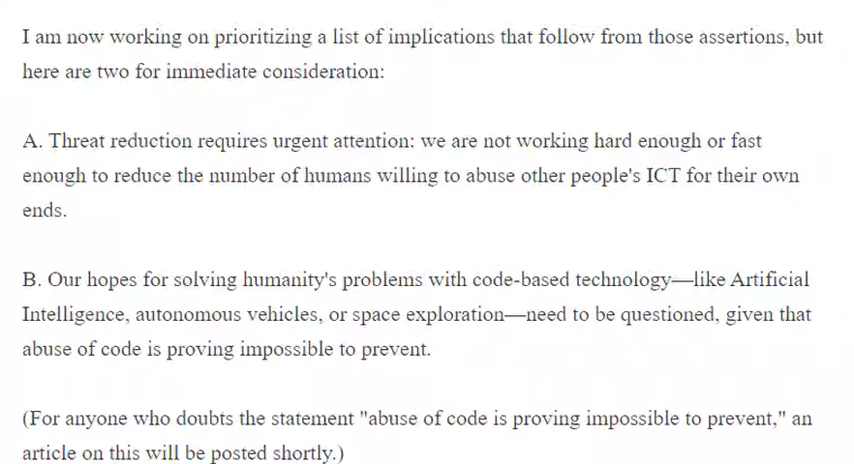 I am now working on prioritizing a list of implications that follow from those assertions, but
here are two for immediate consideration:
A. Threat reduction requires urgent attention: we are not working hard enough or fast
enough to reduce the number of humans willing to abuse other people's ICT for their own
ends.
B. Our hopes for solving humanity's problems with code-based technology—like Artificial
Intelligence, autonomous vehicles, or space exploration—need to be questioned, given that
abuse of code is proving impossible to prevent.
(For anyone who doubts the statement "abuse of code is proving impossible to prevent," an
article on this will be posted shortly.)